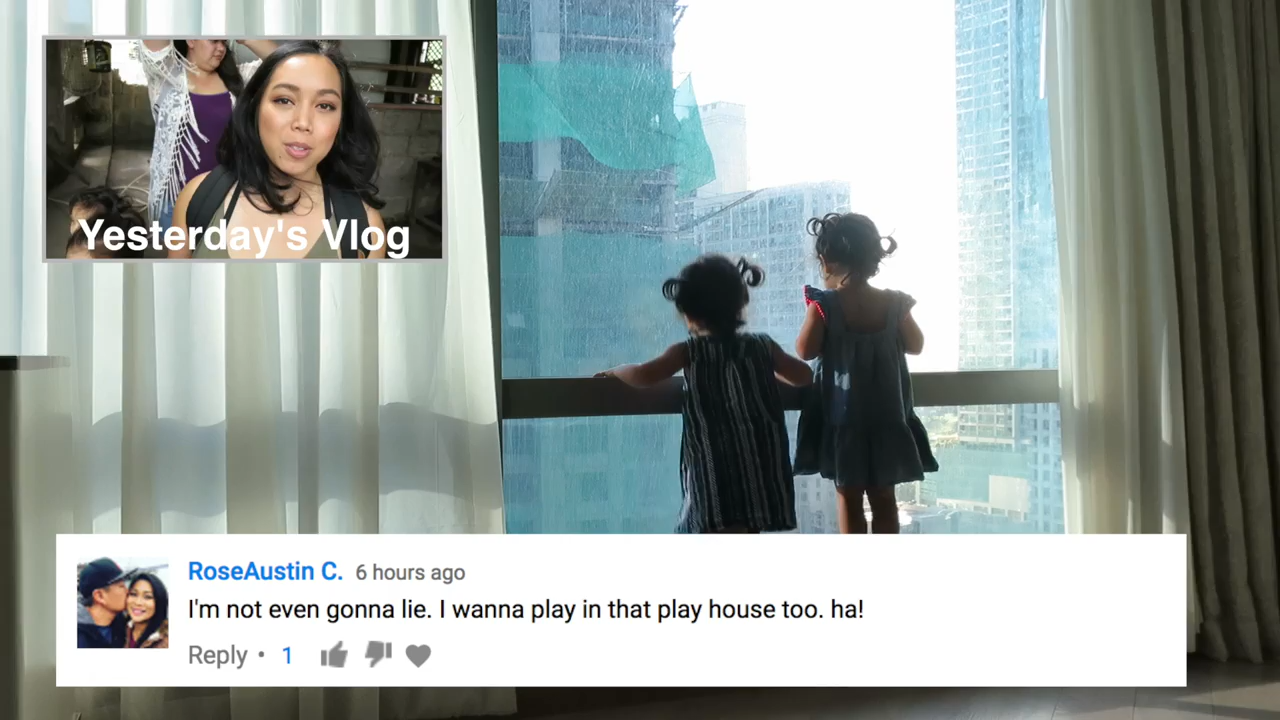 Yesterday's Vlog
RoseAustin C. 6 hours ago
I'm not even gonna lie. I wanna play in that play house too. ha!
Reply • 1